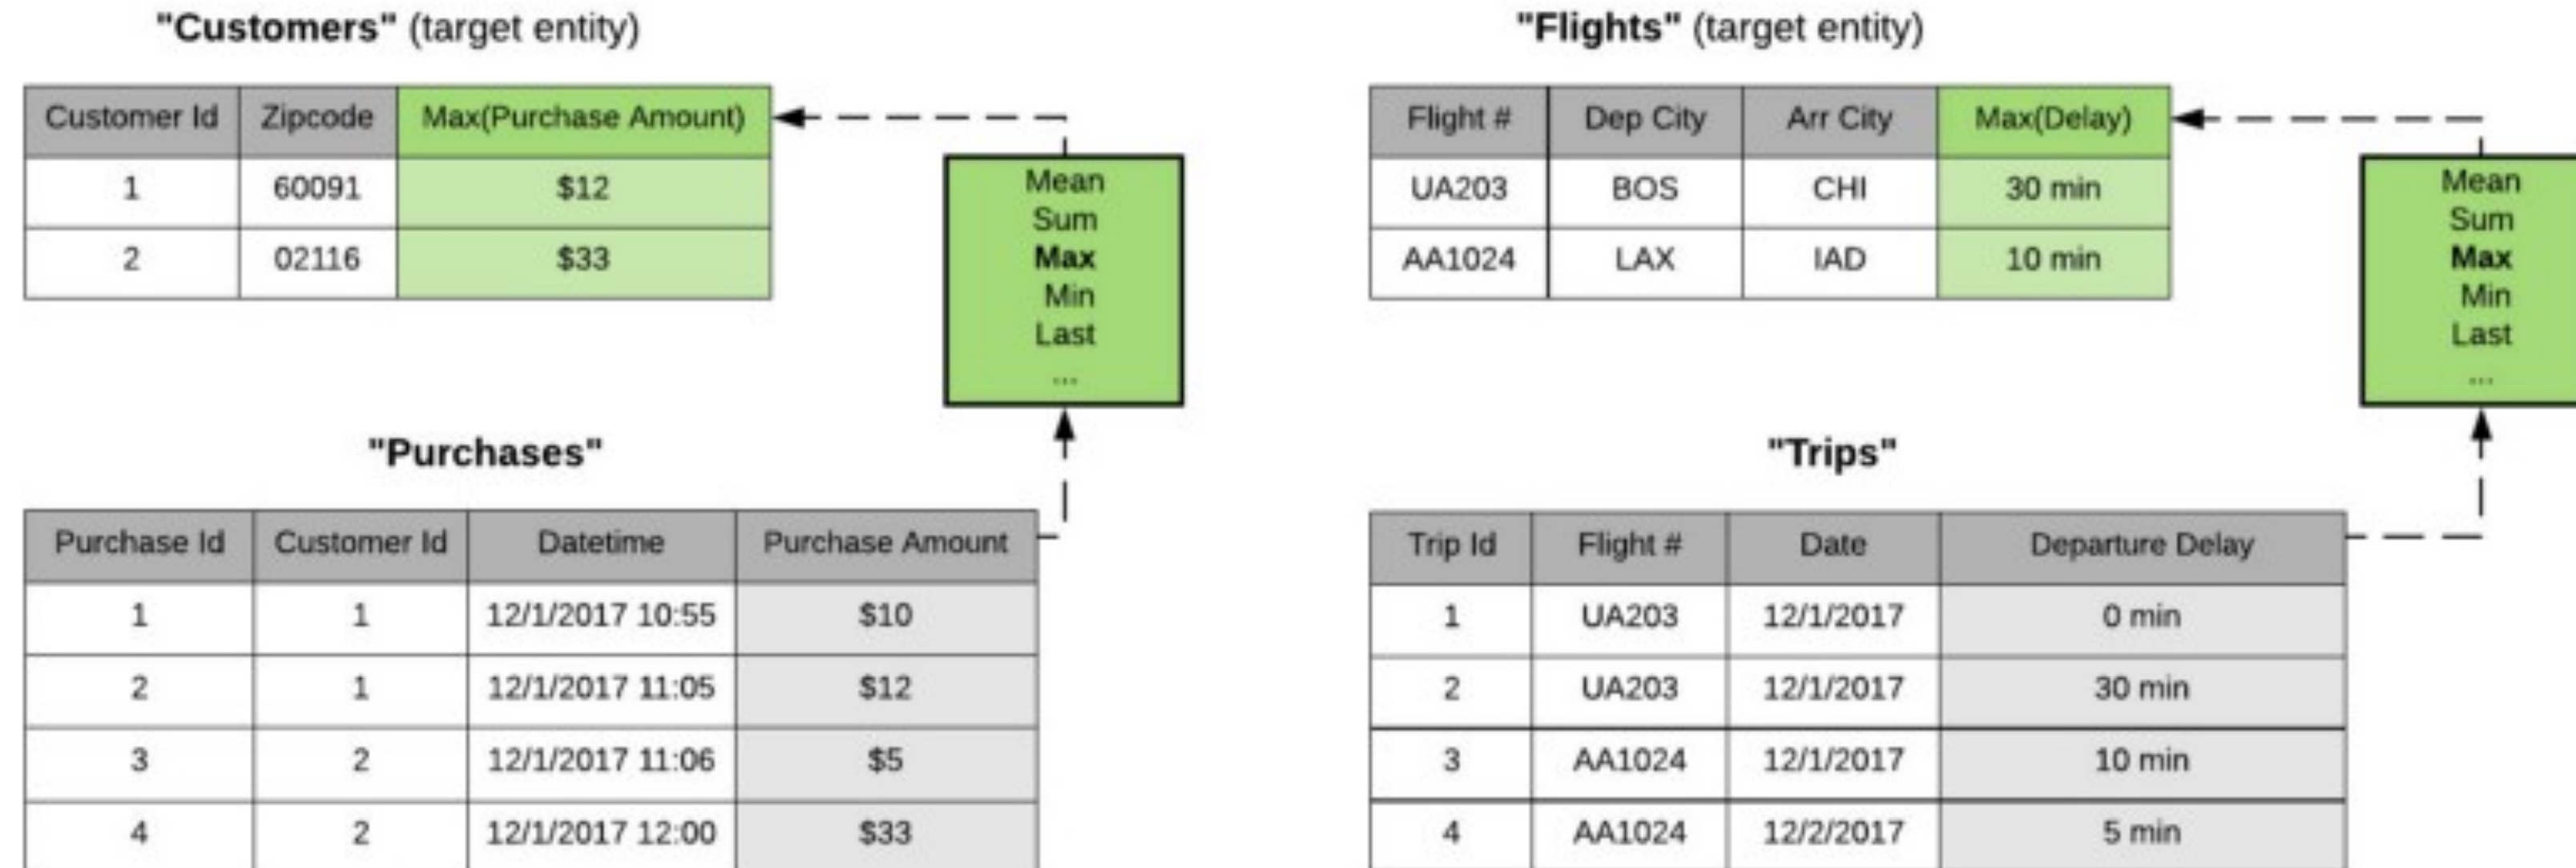 "Customers" (target entity)
Customer Id Zipcode Max(Purchase Amount)
1 60091 $12
2 02116 $33
Mean
Sum
Max
Min
Last
...
"Purchases"
Purchase Id Customer Id Datetime Purchase Amount
1 1 12/1/2017 10:55 $10
2 1 12/1/2017 11:05 $12
3 2 12/1/2017 11:06 $5
4 2 12/1/2017 12:00 $33
"Flights" (target entity)
Flight # Dep City Arr City Max(Delay)
UA203 BOS CHI 30 min
AA1024 LAX IAD 10 min
Mean
Sum
Max
Min
Last
...
"Trips"
Trip Id Flight # Date Departure Delay
1 UA203 12/1/2017 0 min
2 UA203 12/1/2017 30 min
3 AA1024 12/1/2017 10 min
4 AA1024 12/2/2017 5 min